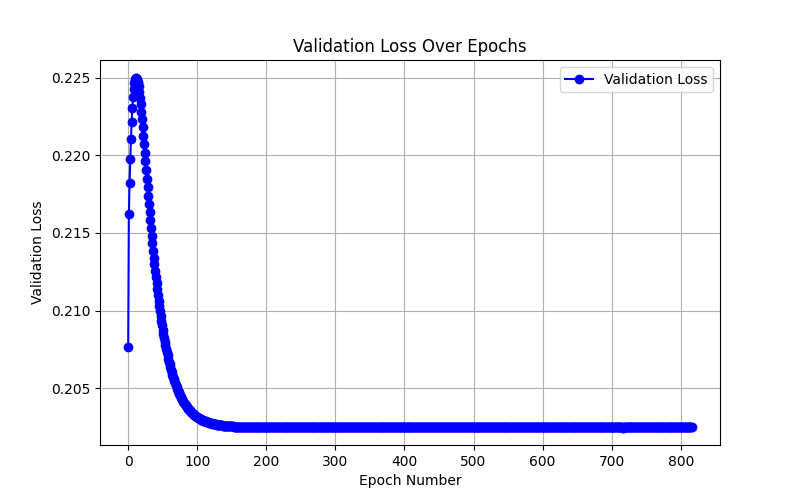 Validation Loss Over Epochs
Validation Loss
0.225
0.220
0.215
0.210
0.205
Validation Loss
0 100 200 300 400 500 600 700 800
Epoch Number